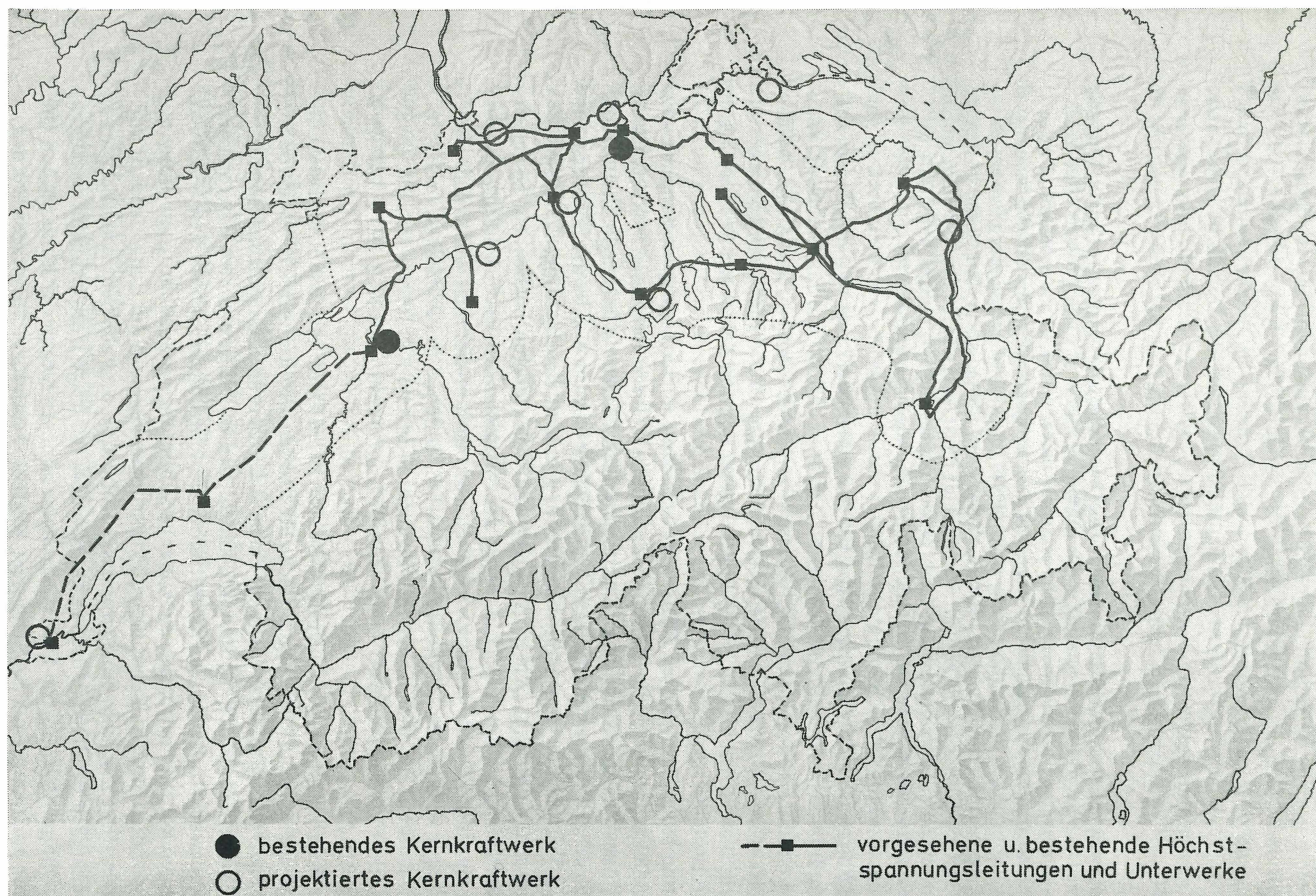 bestehendes Kernkraftwerk
projektiertes Kernkraftwerk
vorgesehene u. bestehende Höchst-
spannungsleitungen und Unterwerke